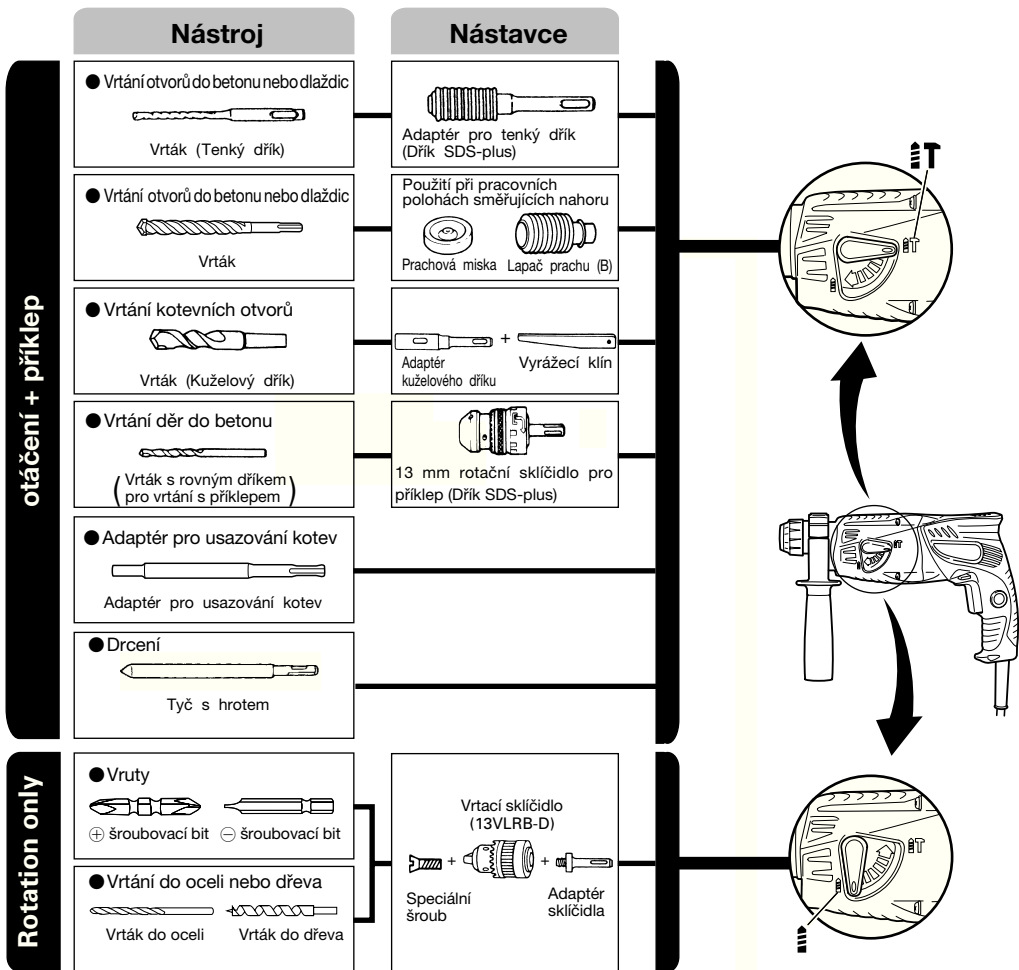 Nástroj
Nástavce
otáčení + příklep
● Vrtání otvorů do betonu nebo dlaždic
Vrták (Tenký dřík)
Adaptér pro tenký dřík
(Dřík SDS-plus)
● Vrtání otvorů do betonu nebo dlaždic
Vrták
Použití při pracovních
polohách směřujících nahoru
Prachová miska
Lapač prachu (B)
● Vrtání kotevních otvorů
Vrták (Kuželový dřík)
Adaptér
kuželového dříku
+
Vyrážecí klín
● Vrtání děr do betonu
(Vrták s rovným dříkem
pro vrtání s příklepem)
13 mm rotační sklíčidlo pro
příklep (Dřík SDS-plus)
● Adaptér pro usazování kotev
Adaptér pro usazování kotev
● Drcení
Tyč s hrotem
Rotation only
● Vruty
⊕ šroubovací bit
⊖ šroubovací bit
● Vrtání do oceli nebo dřeva
Vrták do oceli
Vrták do dřeva
Vrtací sklíčidlo
(13VLRB-D)
+
+
Speciální
šroub
Adaptér
sklíčidla